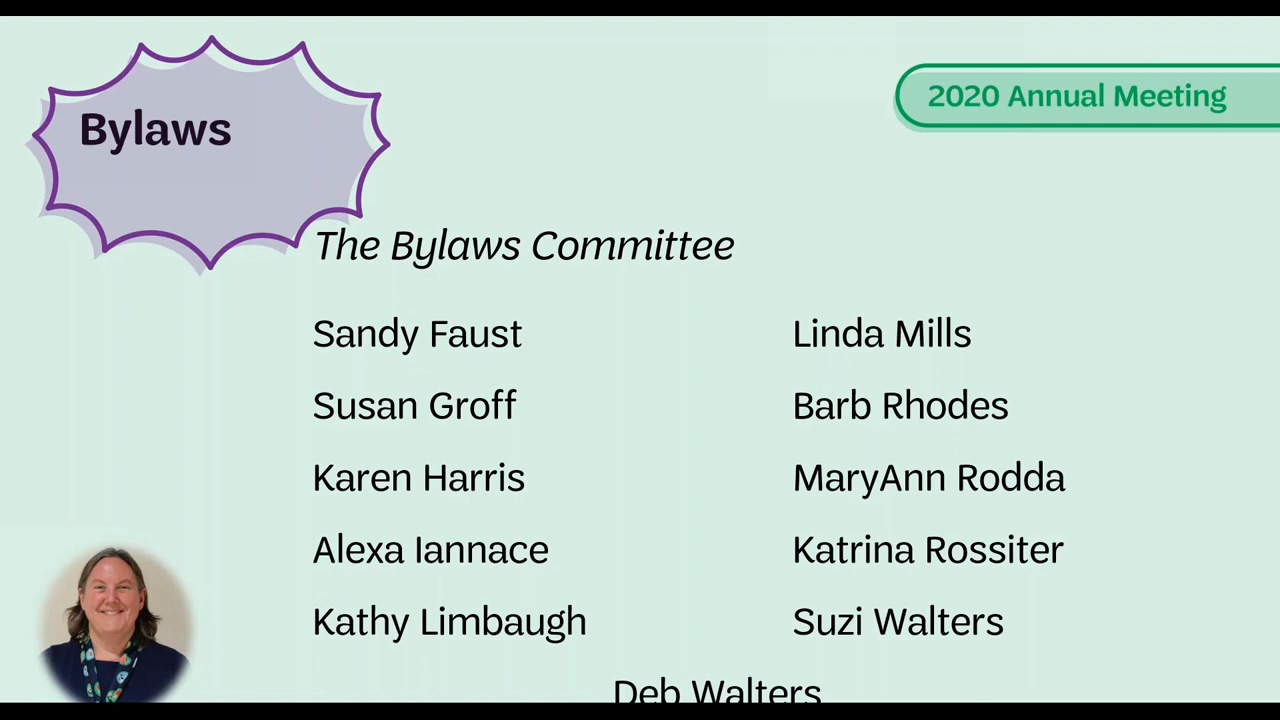 Bylaws
2020 Annual Meeting
The Bylaws Committee
Sandy Faust
Linda Mills
Susan Groff
Barb Rhodes
Karen Harris
MaryAnn Rodda
Alexa Iannace
Katrina Rossiter
Kathy Limbaugh
Suzi Walters
Deb Walters